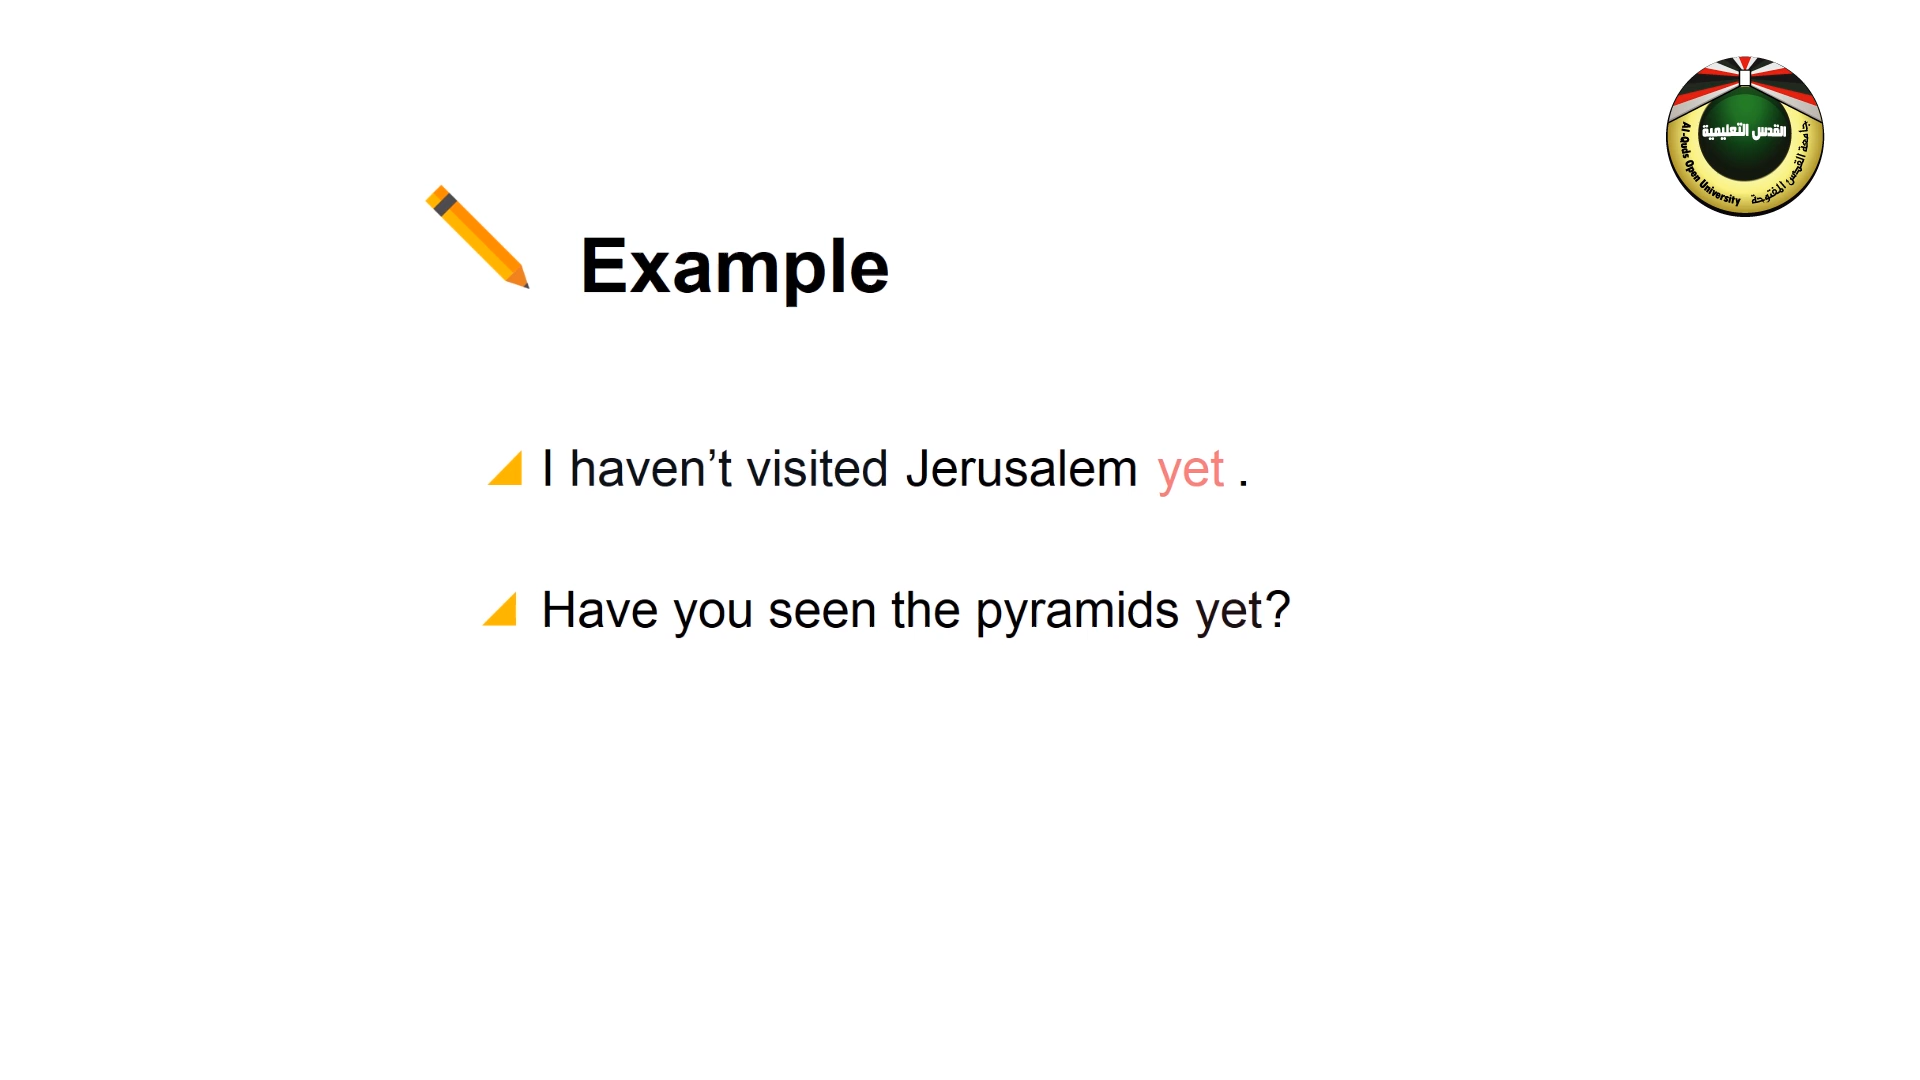 القدس التعليمية
Al-Quds Open University
جامعة القدس المفتوحة
Example
I haven’t visited Jerusalem yet .
Have you seen the pyramids yet?